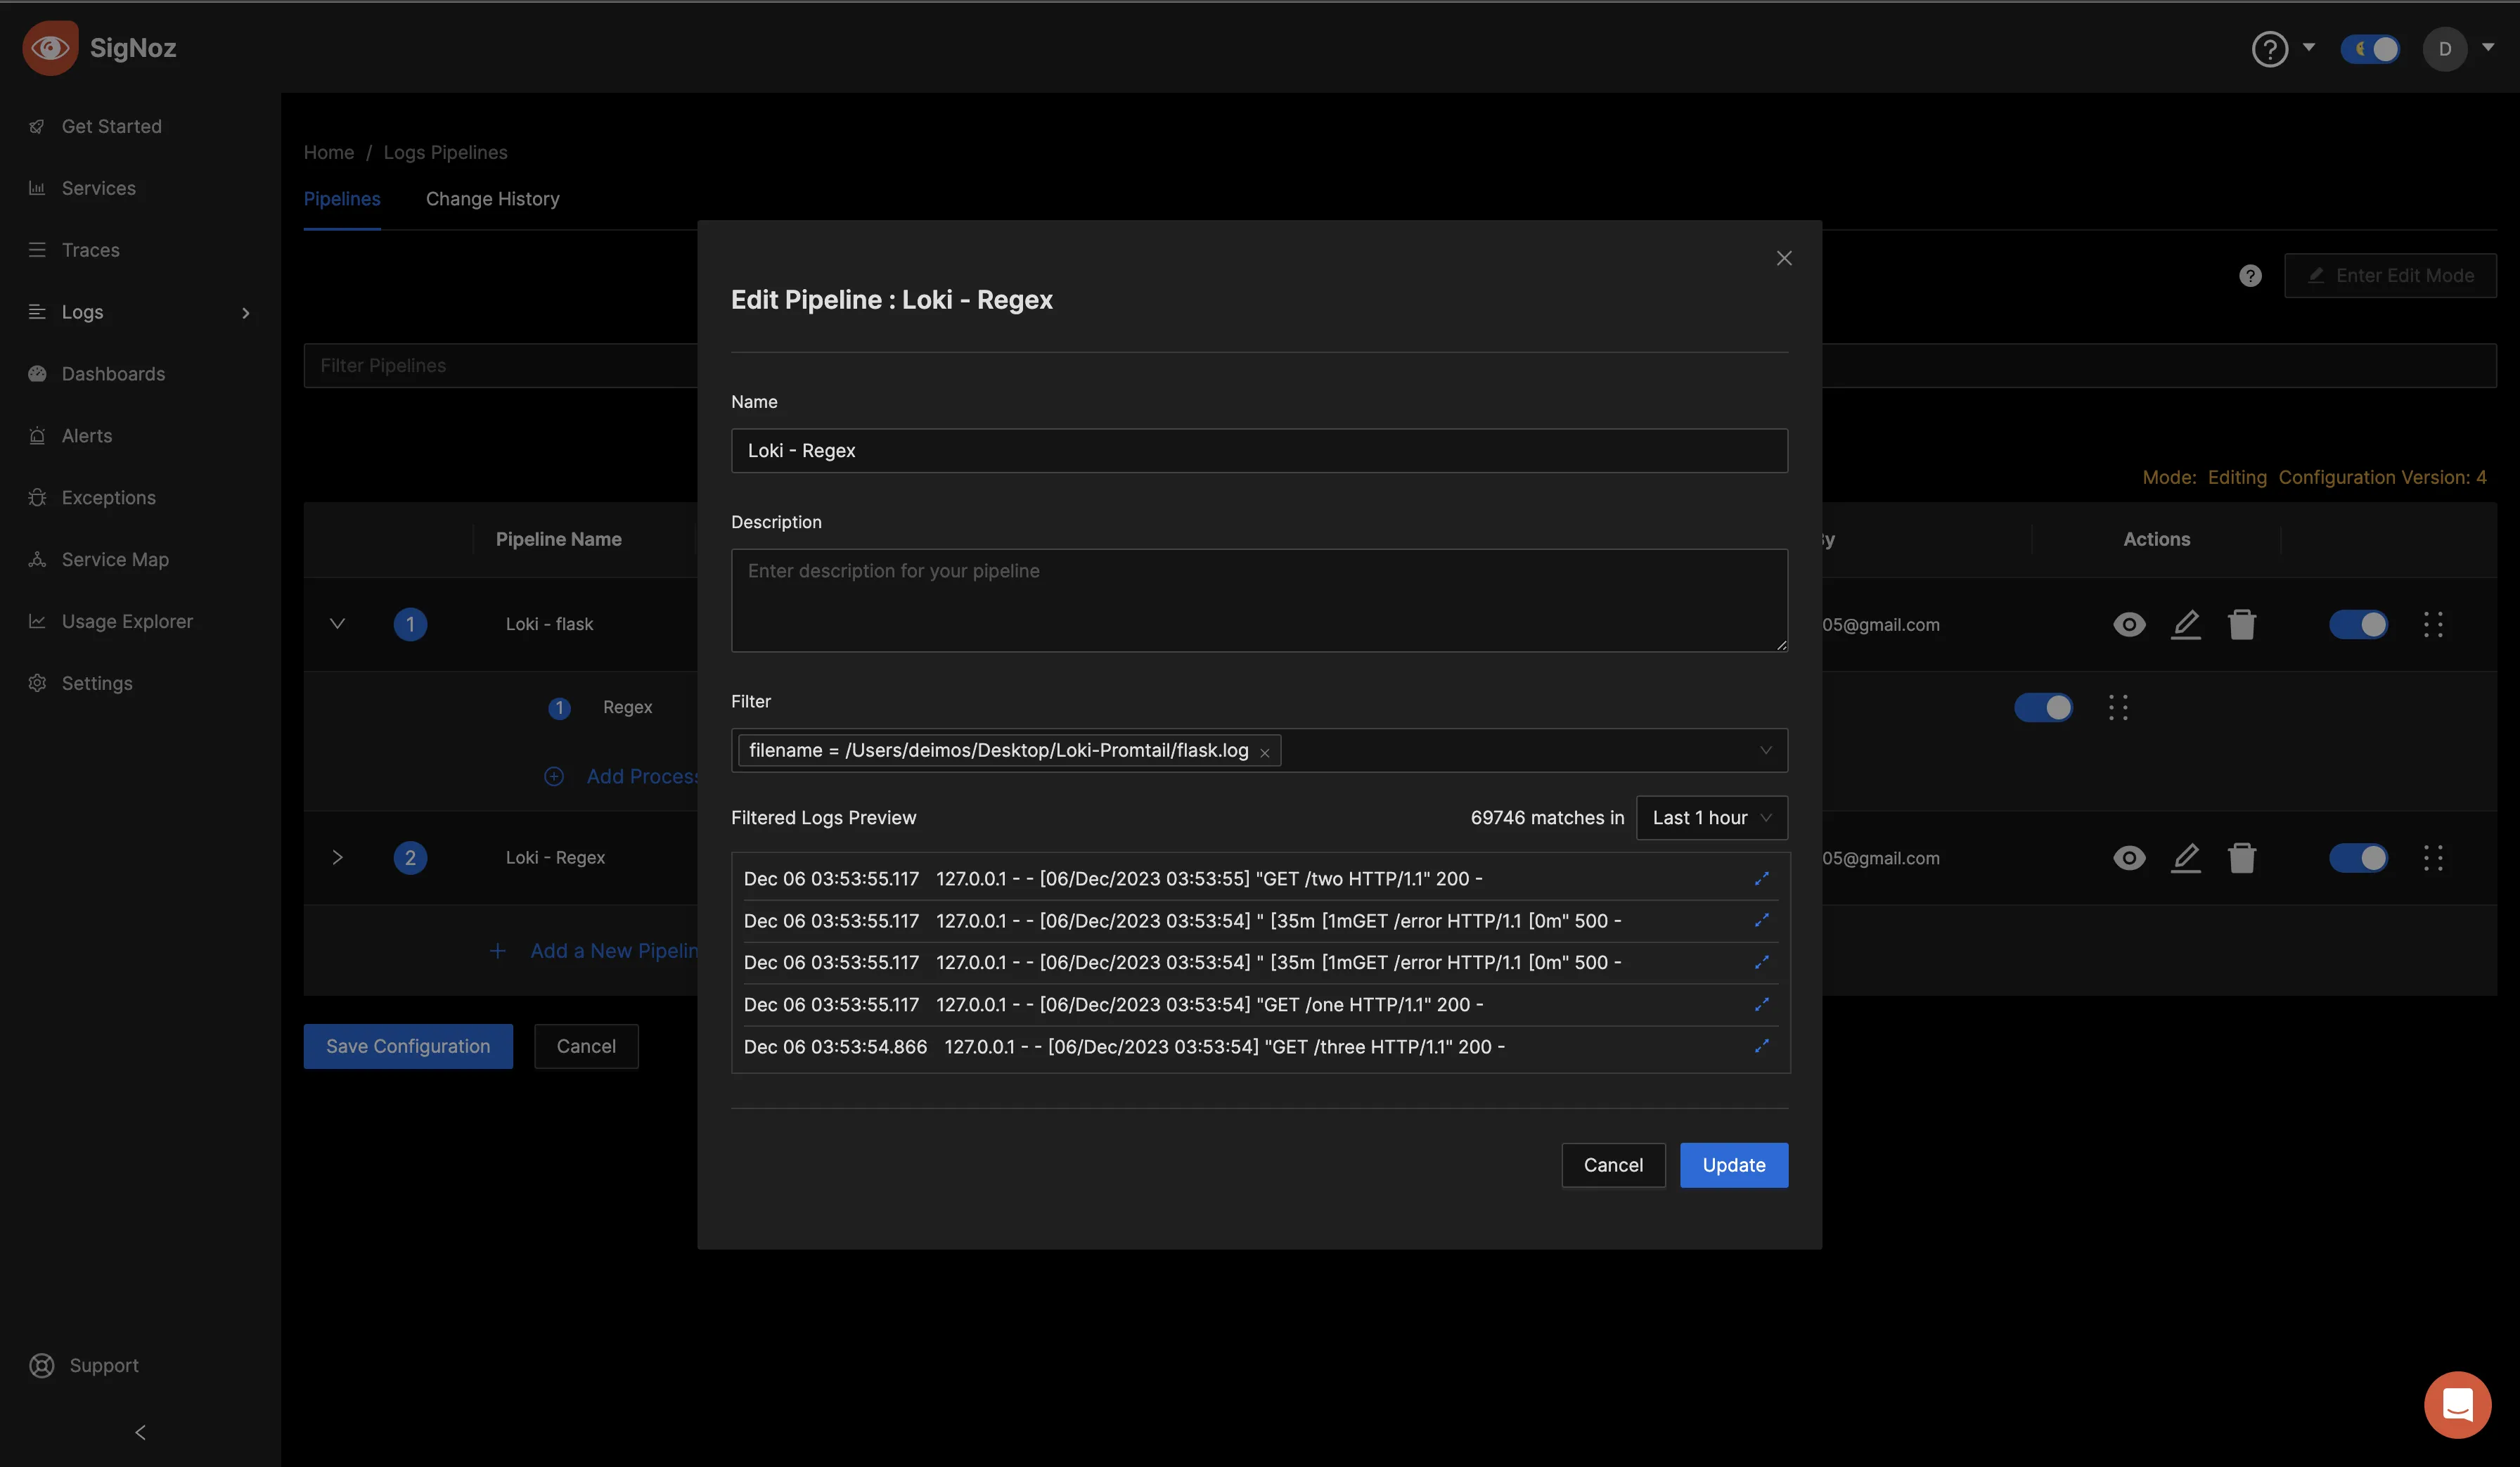 SigNoz
D
Get Started
Services
Traces
Logs
Dashboards
Alerts
Exceptions
Service Map
Usage Explorer
Settings
Support
Home / Logs Pipelines
Pipelines
Change History
Enter Edit Mode
Filter Pipelines
Mode: Editing Configuration Version: 4
Pipeline Name
By
Actions
1
Loki - flask
05@gmail.com
1
Regex
Add Process
2
Loki - Regex
05@gmail.com
Add a New Pipelin
Save Configuration
Cancel
Edit Pipeline : Loki - Regex
Name
Loki - Regex
Description
Enter description for your pipeline
Filter
filename = /Users/deimos/Desktop/Loki-Promtail/flask.log
Filtered Logs Preview
69746 matches in
Last 1 hour
Dec 06 03:53:55.117 127.0.0.1 - - [06/Dec/2023 03:53:55] "GET /two HTTP/1.1" 200 -
Dec 06 03:53:55.117 127.0.0.1 - - [06/Dec/2023 03:53:54] " [35m [1mGET /error HTTP/1.1 [0m" 500 -
Dec 06 03:53:55.117 127.0.0.1 - - [06/Dec/2023 03:53:54] " [35m [1mGET /error HTTP/1.1 [0m" 500 -
Dec 06 03:53:55.117 127.0.0.1 - - [06/Dec/2023 03:53:54] "GET /one HTTP/1.1" 200 -
Dec 06 03:53:54.866 127.0.0.1 - - [06/Dec/2023 03:53:54] "GET /three HTTP/1.1" 200 -
Cancel
Update